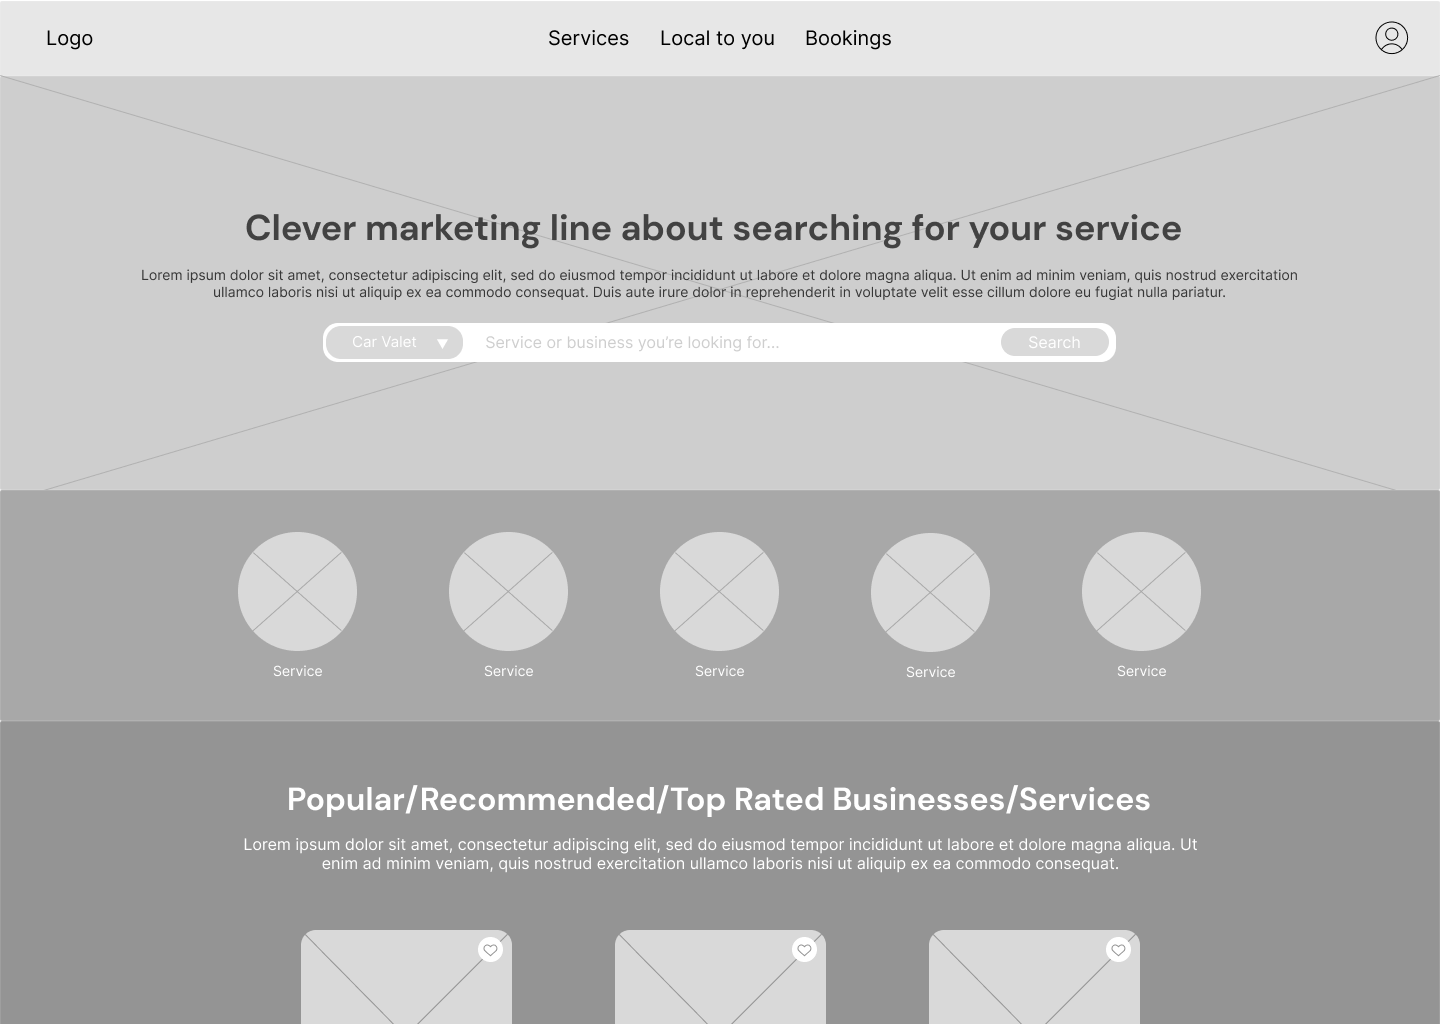 Logo
Services
Local to you
Bookings
Clever marketing line about searching for your service
Lorem ipsum dolor sit amet, consectetur adipiscing elit, sed do eiusmod tempor incididunt ut labore et dolore magna aliqua. Ut enim ad minim veniam, quis nostrud exercitation
ullamco laboris nisi ut aliquip ex ea commodo consequat. Duis aute irure dolor in reprehenderit in voluptate velit esse cillum dolore eu fugiat nulla pariatur.
Car Valet
Service or business you’re looking for...
Search
Service
Service
Service
Service
Service
Popular/Recommended/Top Rated Businesses/Services
Lorem ipsum dolor sit amet, consectetur adipiscing elit, sed do eiusmod tempor incididunt ut labore et dolore magna aliqua. Ut
enim ad minim veniam, quis nostrud exercitation ullamco laboris nisi ut aliquip ex ea commodo consequat.